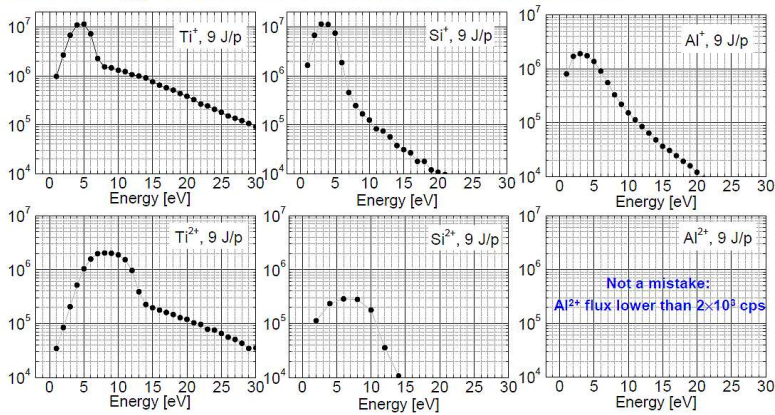 10⁷
10⁶
10⁵
10⁴
Ti⁺, 9 J/p
0 5 10 15 20 25 30
Energy [eV]
10⁷
10⁶
10⁵
10⁴
Si⁺, 9 J/p
0 5 10 15 20 25 30
Energy [eV]
10⁷
10⁶
10⁵
10⁴
Al⁺, 9 J/p
0 5 10 15 20 25 30
Energy [eV]
10⁷
10⁶
10⁵
10⁴
Ti²⁺, 9 J/p
0 5 10 15 20 25 30
Energy [eV]
10⁷
10⁶
10⁵
10⁴
Si²⁺, 9 J/p
0 5 10 15 20 25 30
Energy [eV]
10⁷
10⁶
10⁵
10⁴
Al²⁺, 9 J/p
Not a mistake:
Al²⁺ flux lower than 2×10³ cps
0 5 10 15 20 25 30
Energy [eV]